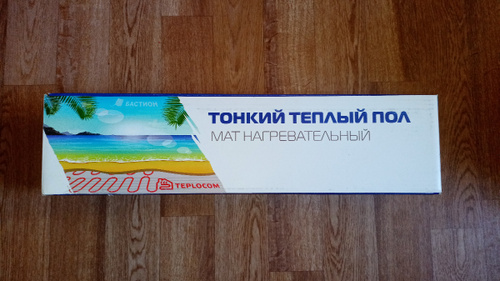 БАСТИОН
ТОНКИЙ ТЕПЛЫЙ ПОЛ
МАТ НАГРЕВАТЕЛЬНЫЙ
TEPLOCOM